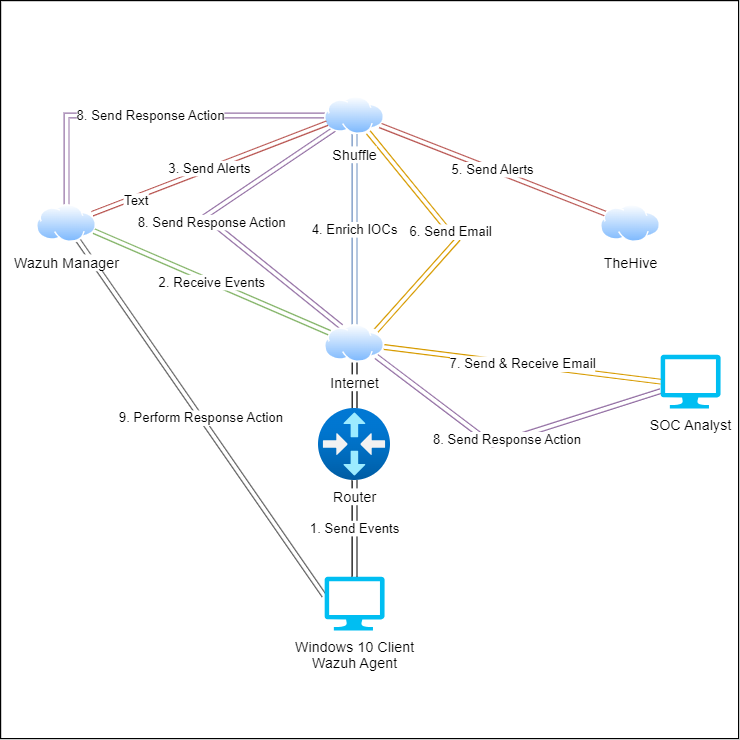 8. Send Response Action
Shuffle
3. Send Alerts
5. Send Alerts
Text
8. Send Response Action
4. Enrich IOCs
6. Send Email
Wazuh Manager
TheHive
2. Receive Events
Internet
7. Send & Receive Email
9. Perform Response Action
SOC Analyst
8. Send Response Action
Router
1. Send Events
Windows 10 Client
Wazuh Agent